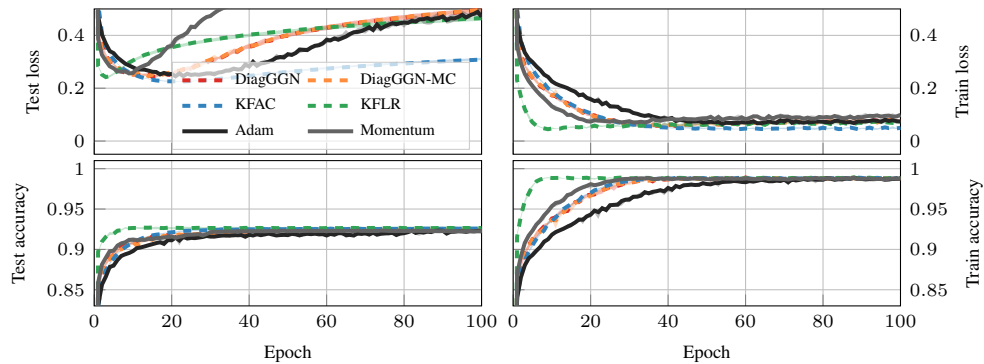 0.4
0.2
0
Test loss
DiagGGN DiagGGN-MC
KFAC KFLR
Adam Momentum
0.4
0.2
0
Train loss
1
0.95
0.9
0.85
Test accuracy
0 20 40 60 80 100
Epoch
1
0.95
0.9
0.85
Train accuracy
0 20 40 60 80 100
Epoch